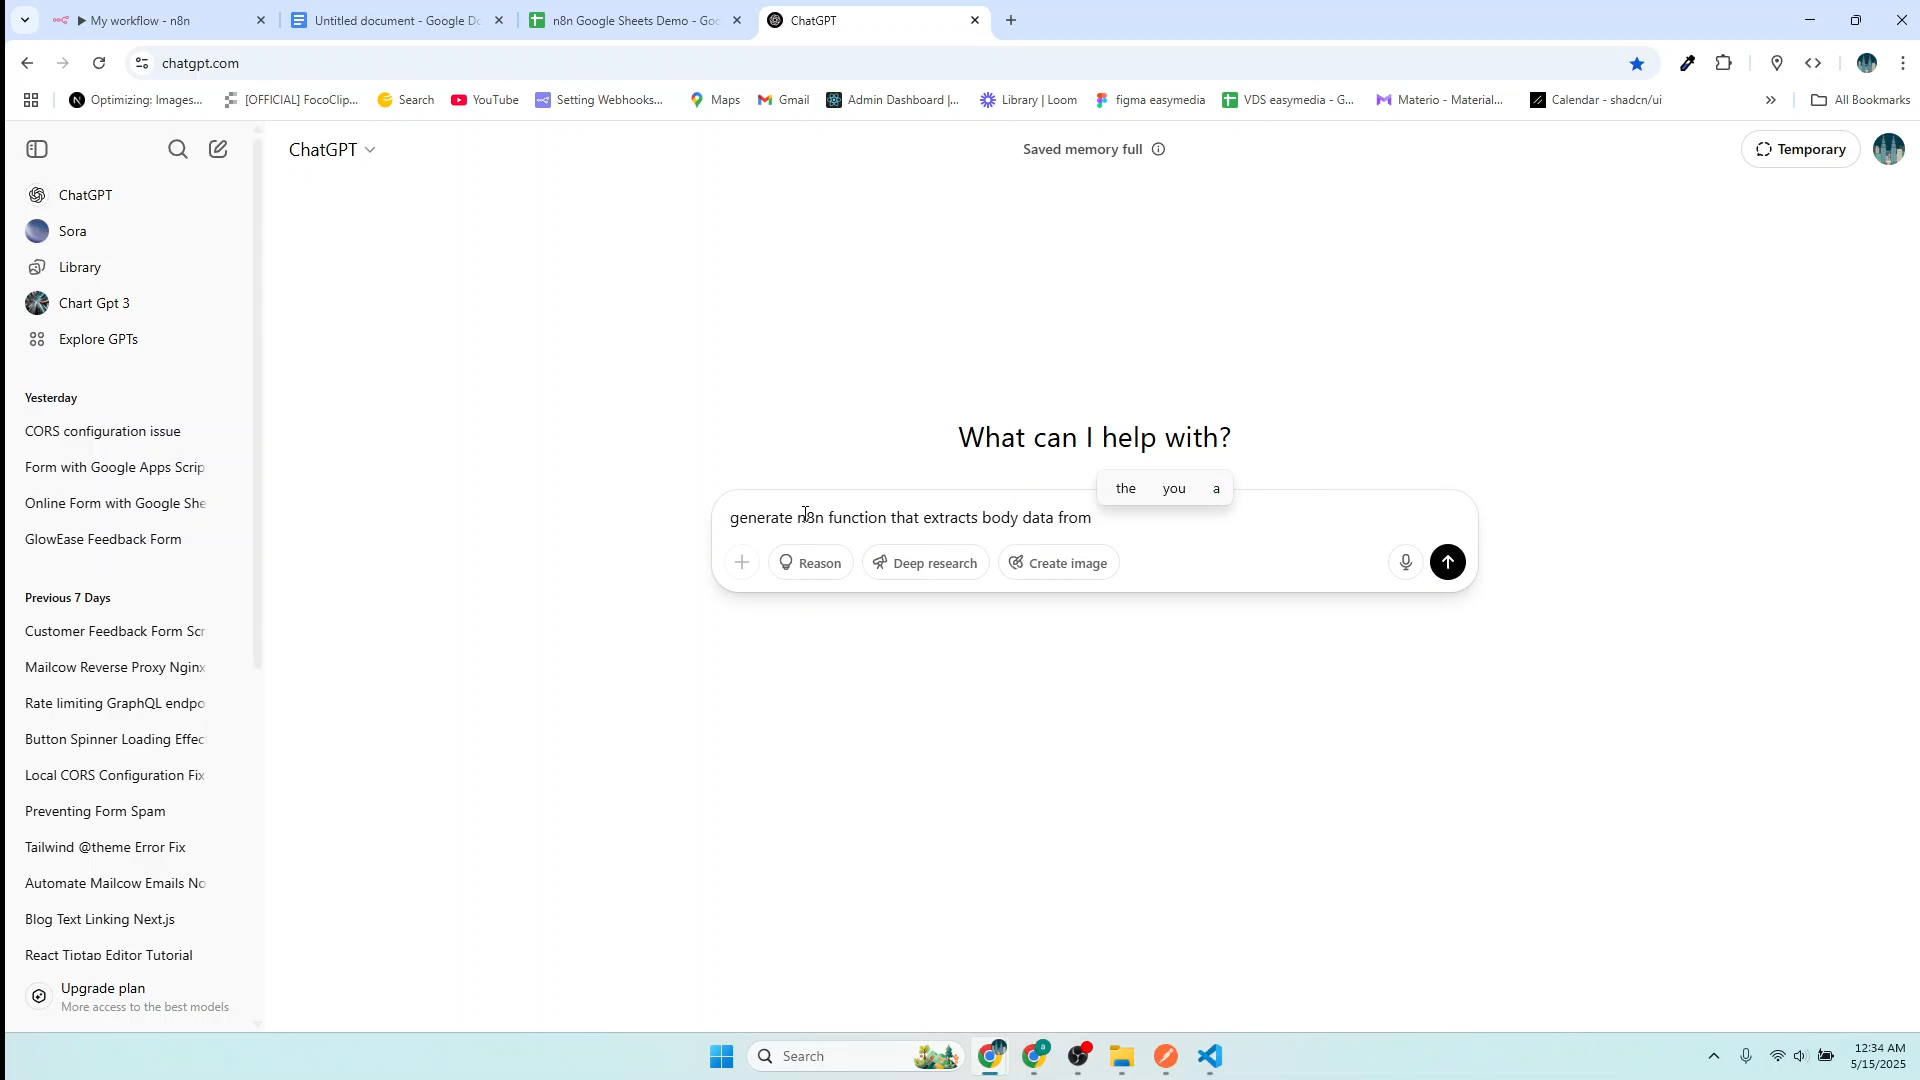 My workflow - n8n
Untitled document - Google Do
n8n Google Sheets Demo - Goo
ChatGPT
chatgpt.com
Optimizing: Images...
[OFFICIAL] FocoClip...
Search
YouTube
Setting Webhooks...
Maps
Gmail
Admin Dashboard |...
Library | Loom
figma easymedia
VDS easymedia - G...
Materio - Material...
Calendar - shadcn/ui
All Bookmarks
ChatGPT
Saved memory full
Temporary
ChatGPT
Sora
Library
Chart Gpt 3
Explore GPTs
Yesterday
CORS configuration issue
Form with Google Apps Scrip
Online Form with Google She
GlowEase Feedback Form
Previous 7 Days
Customer Feedback Form Scr
Mailcow Reverse Proxy Nginx
Rate limiting GraphQL endpo
Button Spinner Loading Effec
Local CORS Configuration Fix
Preventing Form Spam
Tailwind @theme Error Fix
Automate Mailcow Emails No
Blog Text Linking Next.js
React Tiptap Editor Tutorial
Upgrade plan
More access to the best models
What can I help with?
the you a
generate n8n function that extracts body data from
Reason
Deep research
Create image
Search
12:34 AM
5/15/2025